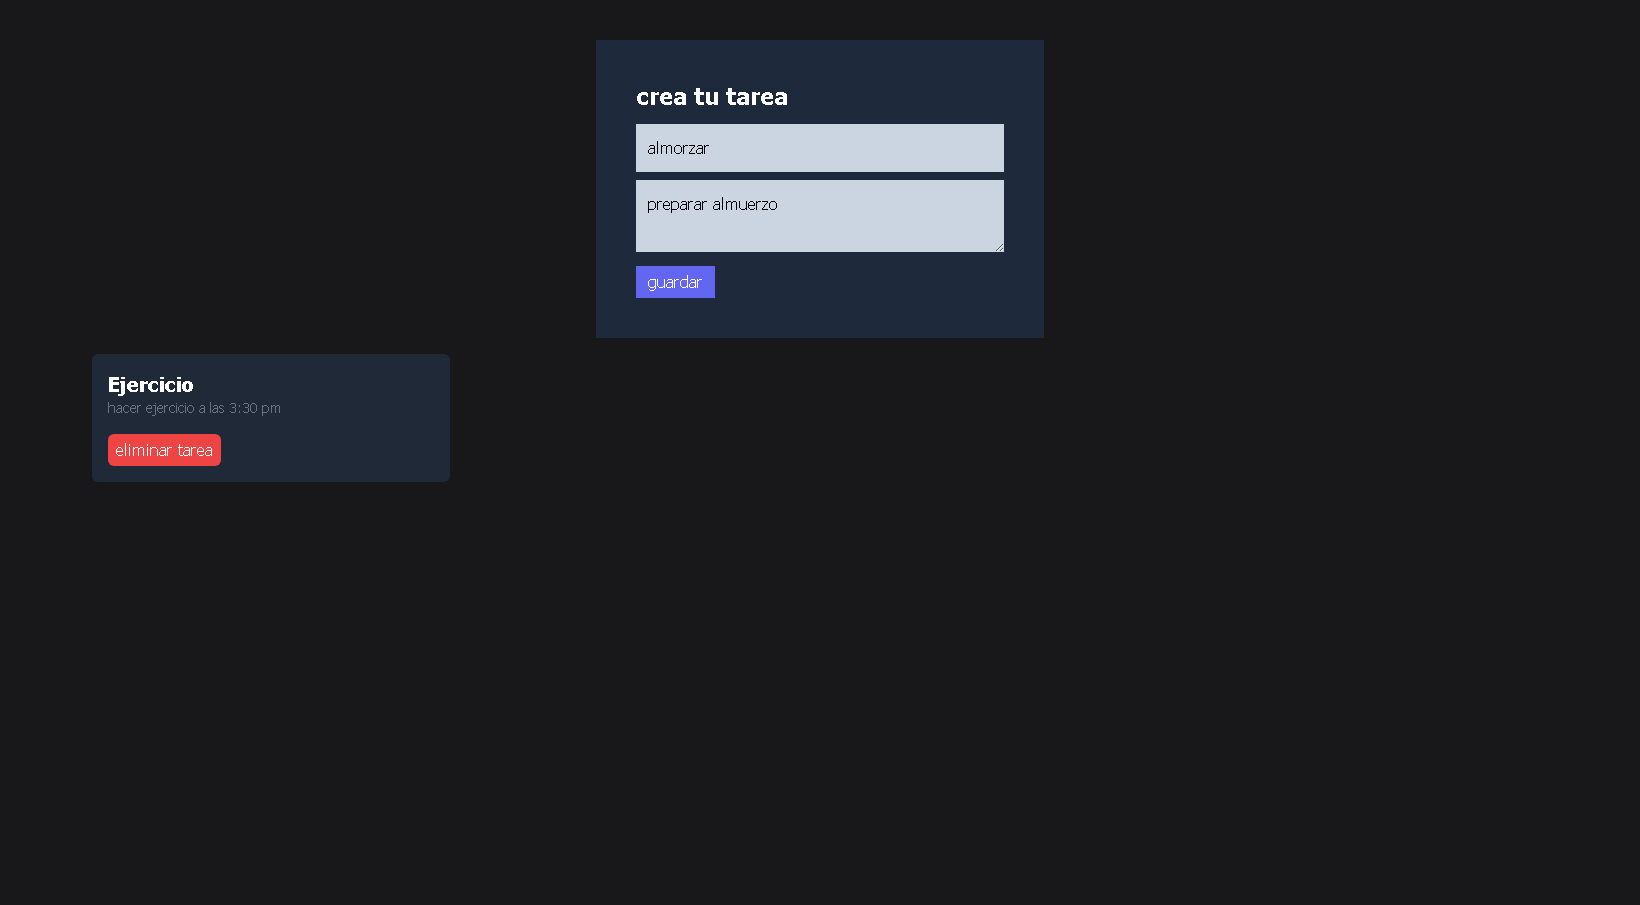 crea tu tarea
almorzar
preparar almuerzo
guardar
Ejercicio
hacer ejercicio a las 3:30 pm
eliminar tarea